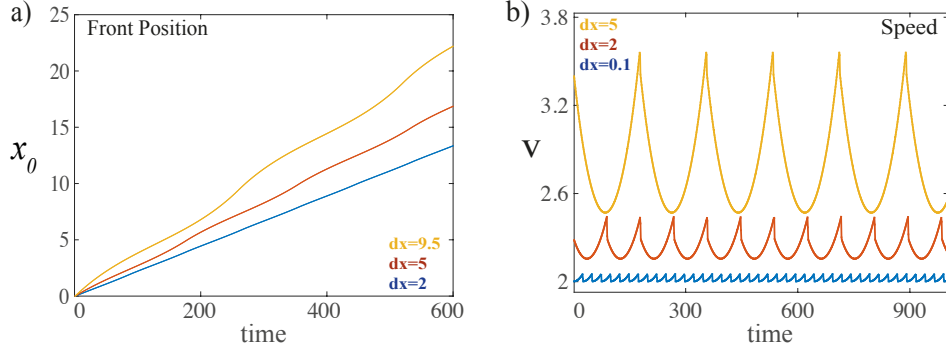 a)
Front Position
x0
25
20
15
10
5
0
0
200
400
600
time
dx=9.5
dx=5
dx=2
b)
Speed
dx=5
dx=2
dx=0.1
V
3.8
3.2
2.6
2
0
300
600
900
time